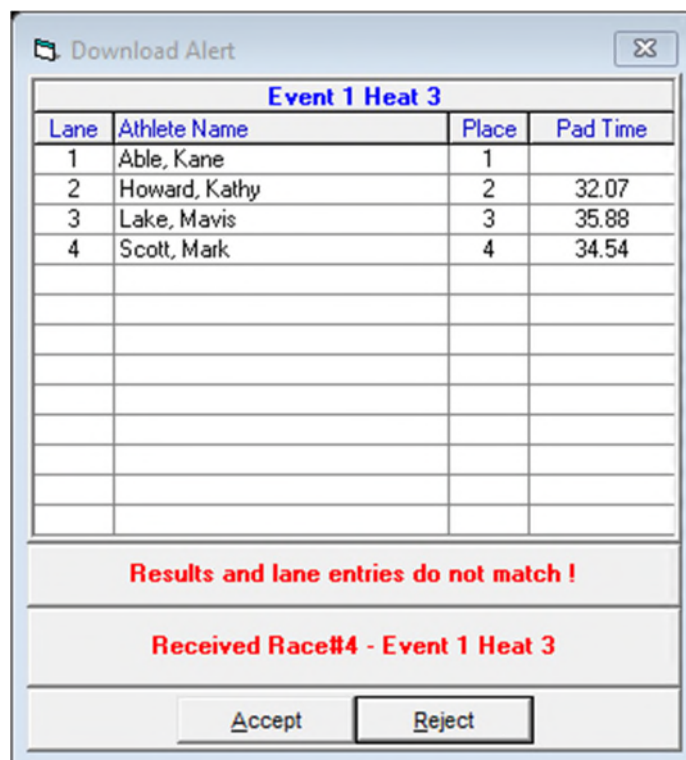 Download Alert
Event 1 Heat 3
Lane Athlete Name Place Pad Time
1 Able, Kane 1
2 Howard, Kathy 2 32.07
3 Lake, Mavis 3 35.88
4 Scott, Mark 4 34.54
Results and lane entries do not match !
Received Race#4 - Event 1 Heat 3
Accept Reject